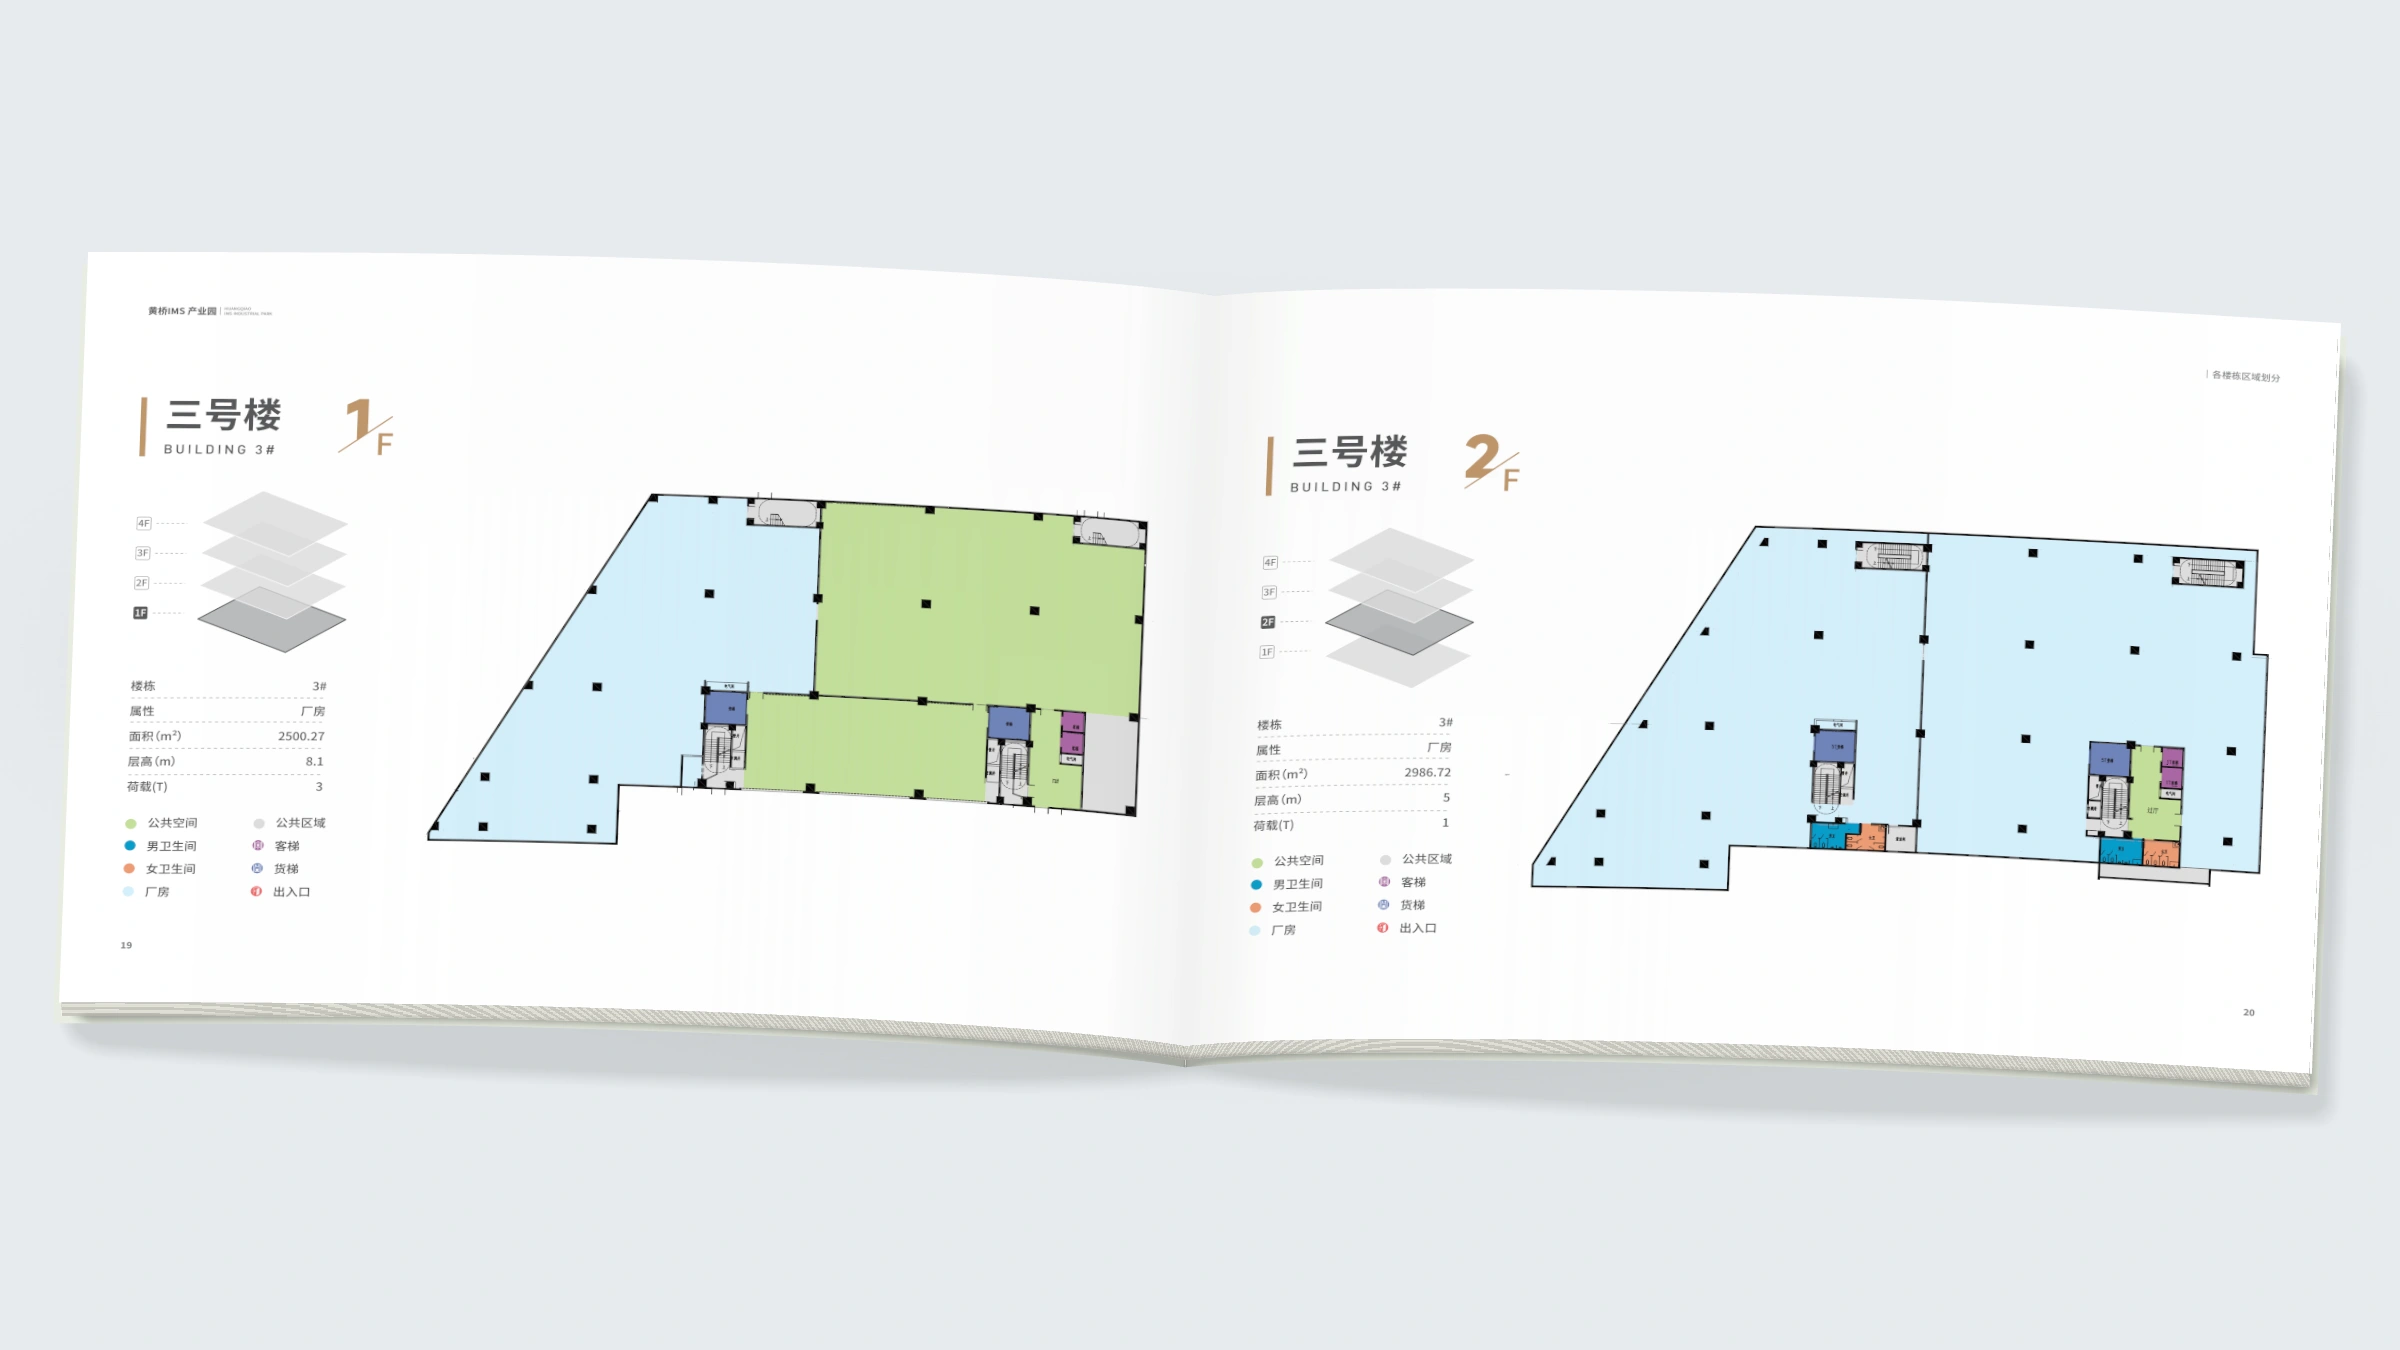 黄桥IMS 产业园
三号楼
BUILDING 3#
1/F
4F
3F
2F
1F
楼栋 3#
属性 厂房
面积(m²) 2500.27
层高(m) 8.1
荷载(T) 3
公共空间 公共区域
男卫生间 客梯
女卫生间 货梯
厂房 出入口
19
各楼栋区域划分
三号楼
BUILDING 3#
2/F
4F
3F
2F
1F
楼栋 3#
属性 厂房
面积(m²) 2986.72
层高(m) 5
荷载(T) 1
公共空间 公共区域
男卫生间 客梯
女卫生间 货梯
厂房 出入口
过厅
20